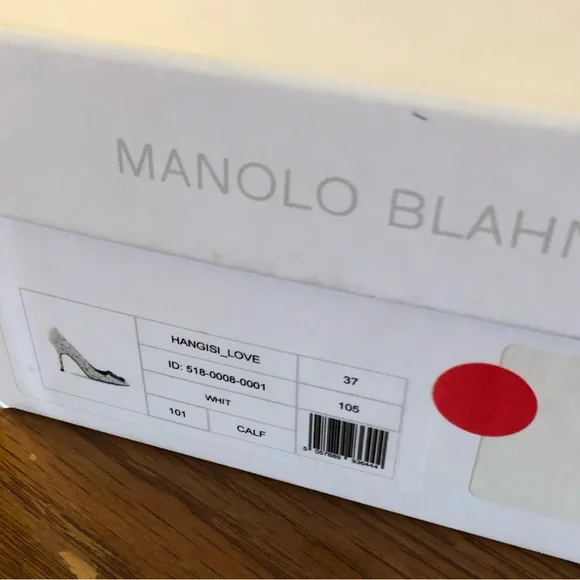 MANOLO BLAHN
HANGISI_LOVE 37
ID: 518-0008-0001 105
WHIT
101 CALF